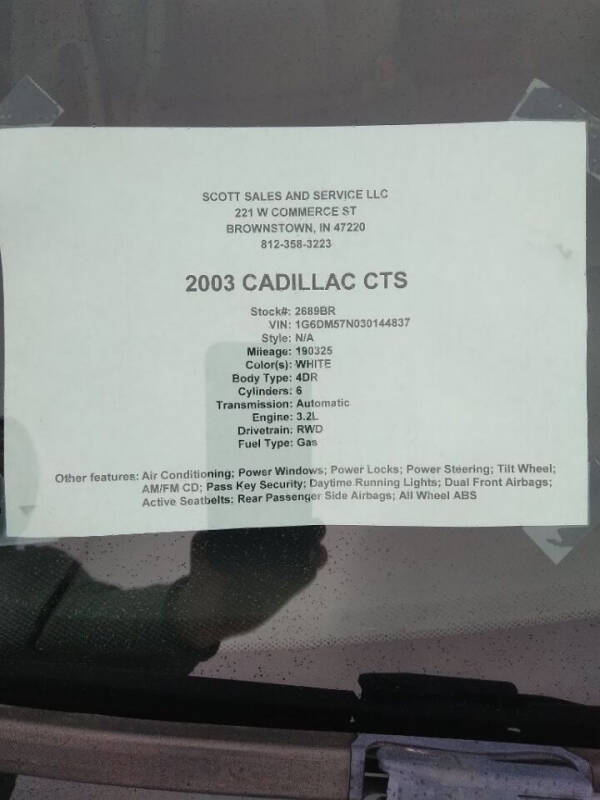 SCOTT SALES AND SERVICE LLC
221 W COMMERCE ST
BROWNSTOWN, IN 47220
812-358-3223
2003 CADILLAC CTS
Stock#: 2689BR
VIN: 1G6DM57N030144837
Style: N/A
Mileage: 190325
Color(s): WHITE
Body Type: 4DR
Cylinders: 6
Transmission: Automatic
Engine: 3.2L
Drivetrain: RWD
Fuel Type: Gas
Other features: Air Conditioning; Power Windows; Power Locks; Power Steering; Tilt Wheel;
AM/FM CD; Pass Key Security; Daytime Running Lights; Dual Front Airbags;
Active Seatbelts; Rear Passenger Side Airbags; All Wheel ABS